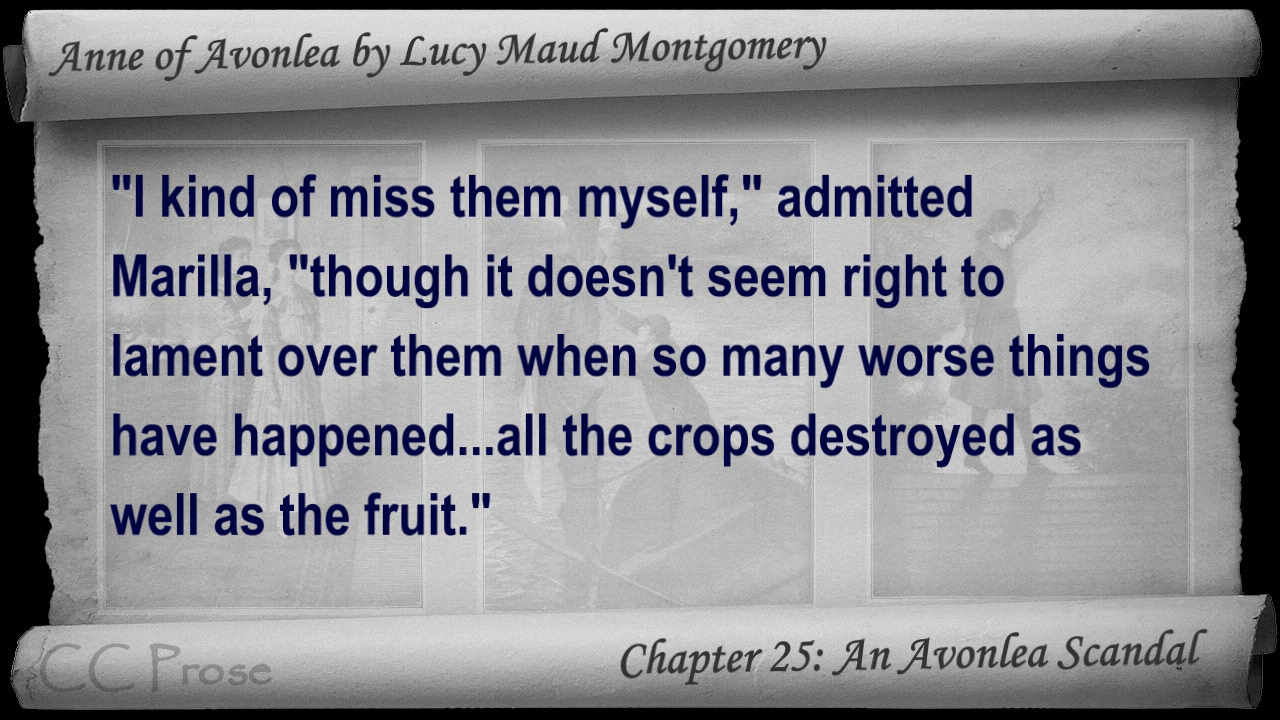 Anne of Avonlea by Lucy Maud Montgomery
"I kind of miss them myself," admitted
Marilla, "though it doesn't seem right to
lament over them when so many worse things
have happened...all the crops destroyed as
well as the fruit."
CC Prose
Chapter 25: An Avonlea Scandal